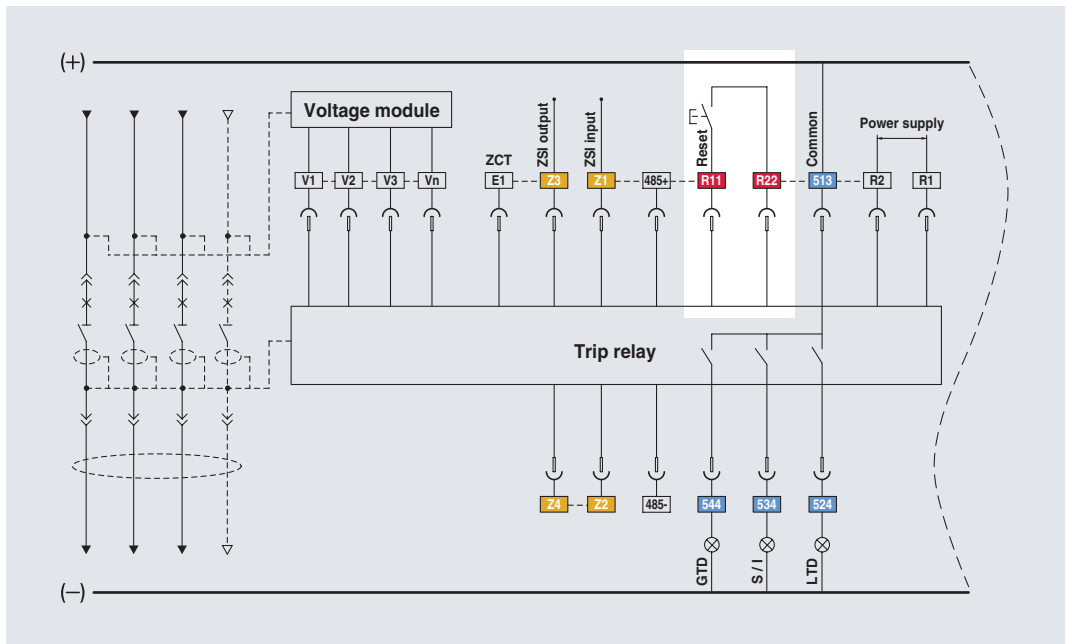 (+)
Voltage module
ZCT
ZSI output
ZSI input
Reset
Common
Power supply
V1 V2 V3 Vn E1 Z3 Z1 485+ R11 R22 513 R2 R1
Trip relay
Z4 Z2 485- 544 534 524
GTD
S / I
LTD
(—)